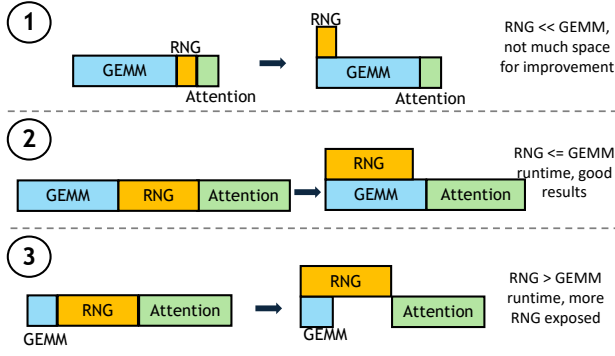 1
RNG
GEMM
Attention
RNG
GEMM
Attention
RNG << GEMM,
not much space
for improvement
2
GEMM
RNG
Attention
RNG
GEMM
Attention
RNG <= GEMM
runtime, good
results
3
RNG
Attention
GEMM
RNG
GEMM
Attention
RNG > GEMM
runtime, more
RNG exposed